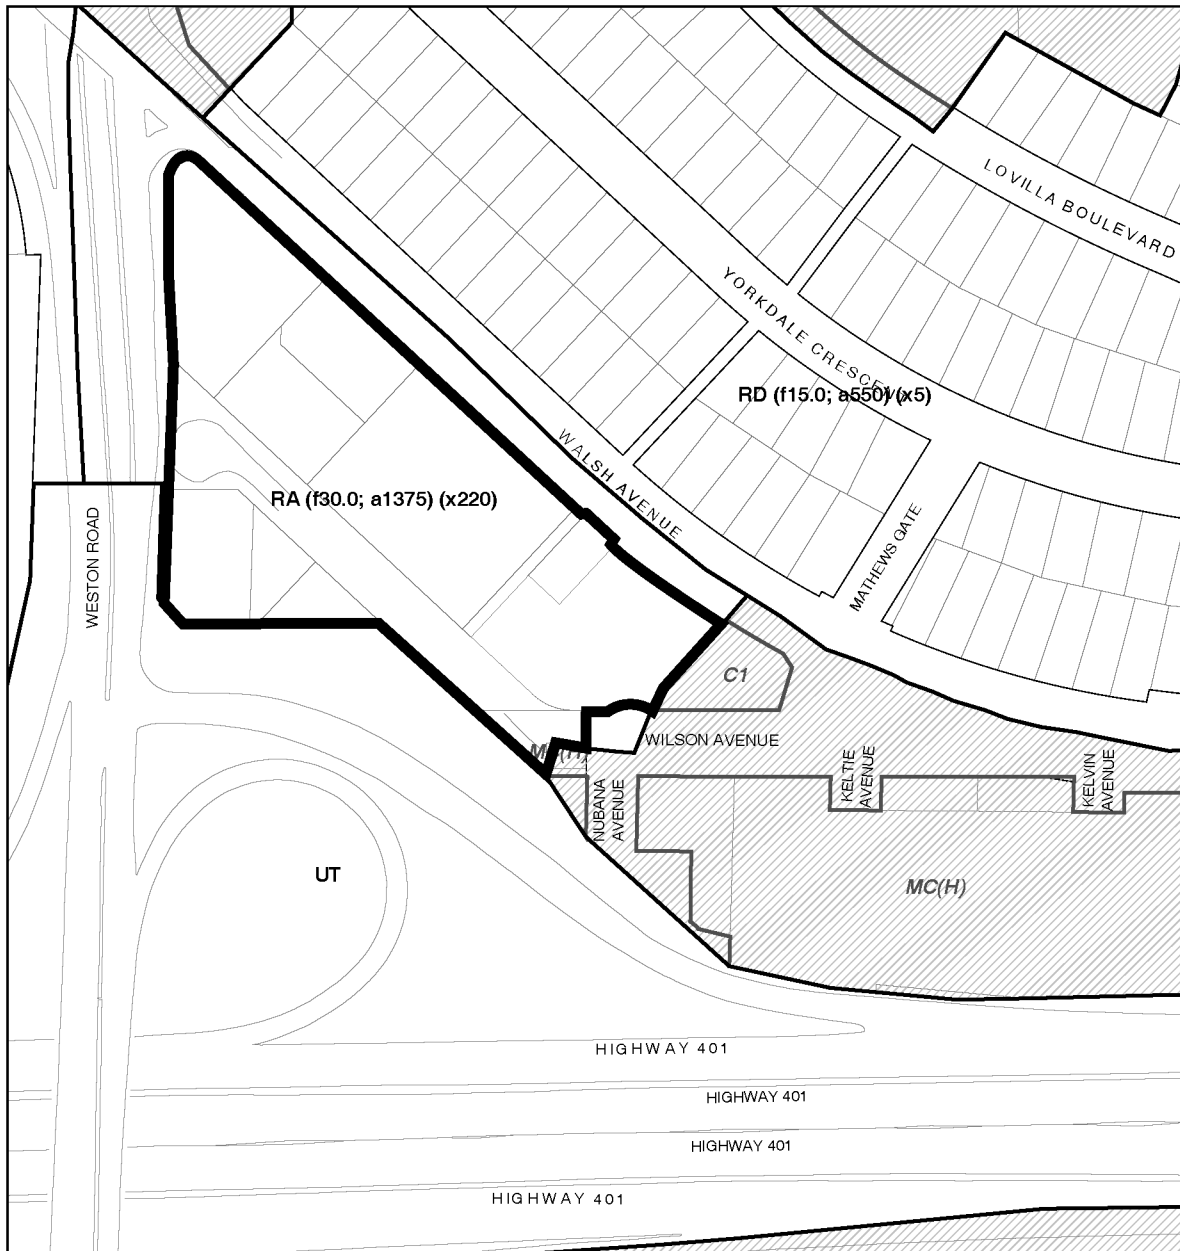 LOVILLA BOULEVARD
YORKDALE CRESCENT
RD (f15.0; a550) (x5)
WALSH AVENUE
RA (f30.0; a1375) (x220)
WESTON ROAD
MATHEWS GATE
C1
WILSON AVENUE
MC(H)
KELTIE
AVENUE
KELVIN
AVENUE
NUBANA
AVENUE
UT
MC(H)
HIGHWAY 401
HIGHWAY 401
HIGHWAY 401
HIGHWAY 401